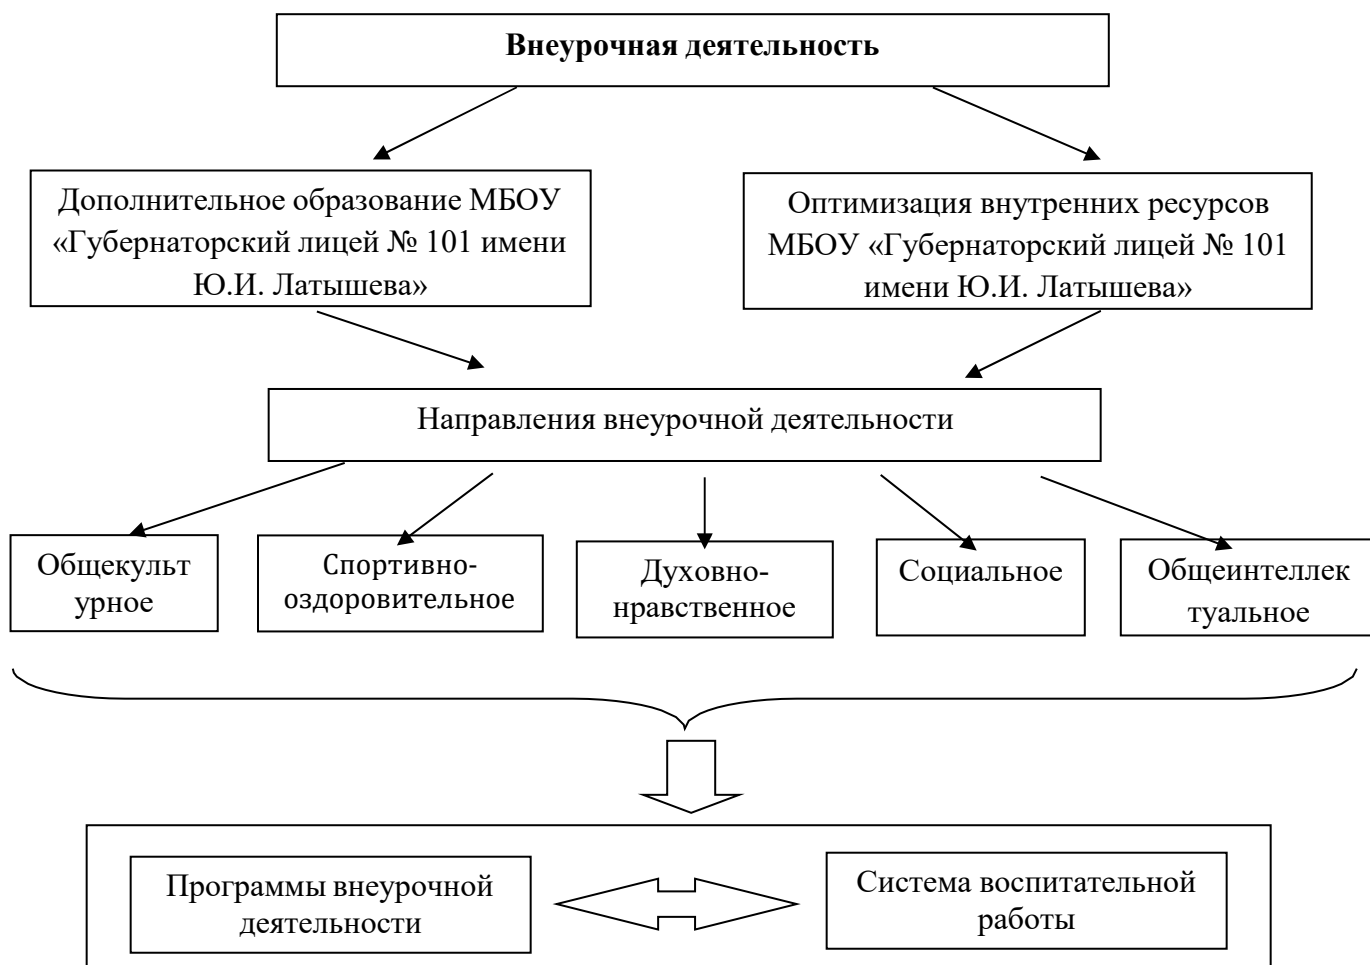 Внеурочная деятельность
Дополнительное образование МБОУ
«Губернаторский лицей № 101 имени
Ю.И. Латышева»
Оптимизация внутренних ресурсов
МБОУ «Губернаторский лицей № 101
имени Ю.И. Латышева»
Направления внеурочной деятельности
Общекульт
урное
Спортивно-
оздоровительное
Духовно-
нравственное
Социальное
Общеинтеллек
туальное
Программы внеурочной
деятельности
Система воспитательной
работы